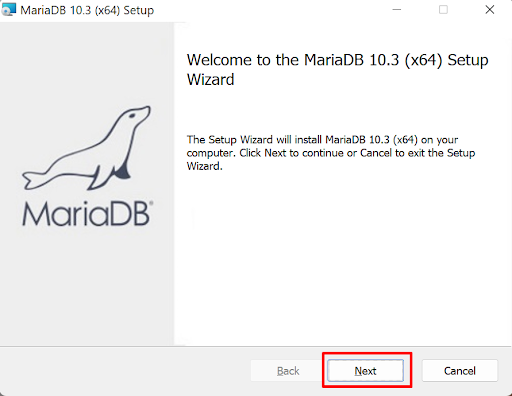 MariaDB 10.3 (x64) Setup
Welcome to the MariaDB 10.3 (x64) Setup
Wizard
The Setup Wizard will install MariaDB 10.3 (x64) on your
computer. Click Next to continue or Cancel to exit the Setup
Wizard.
MariaDB®
Back
Next
Cancel